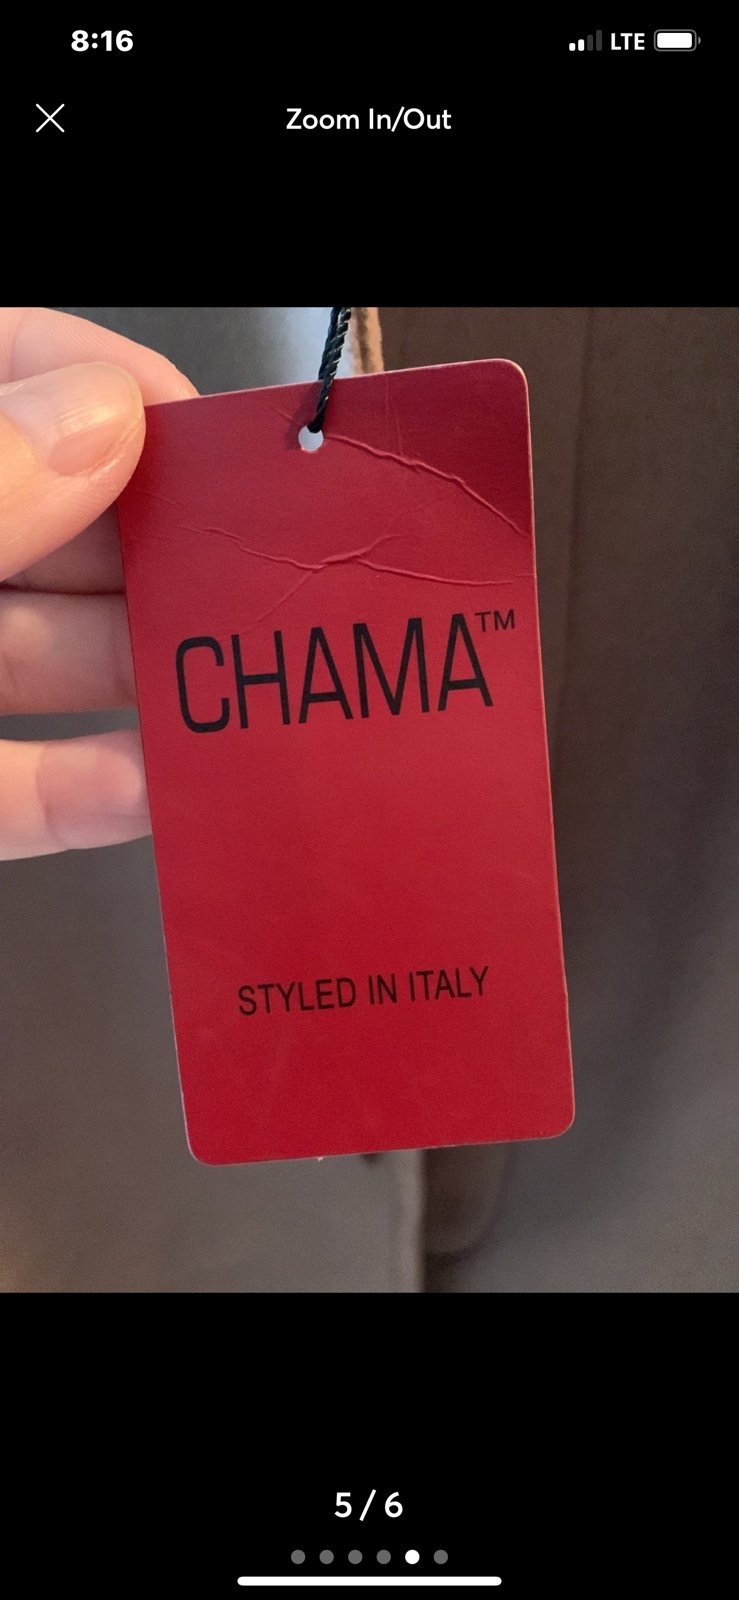 8:16
LTE
Zoom In/Out
CHAMA™
STYLED IN ITALY
5/6